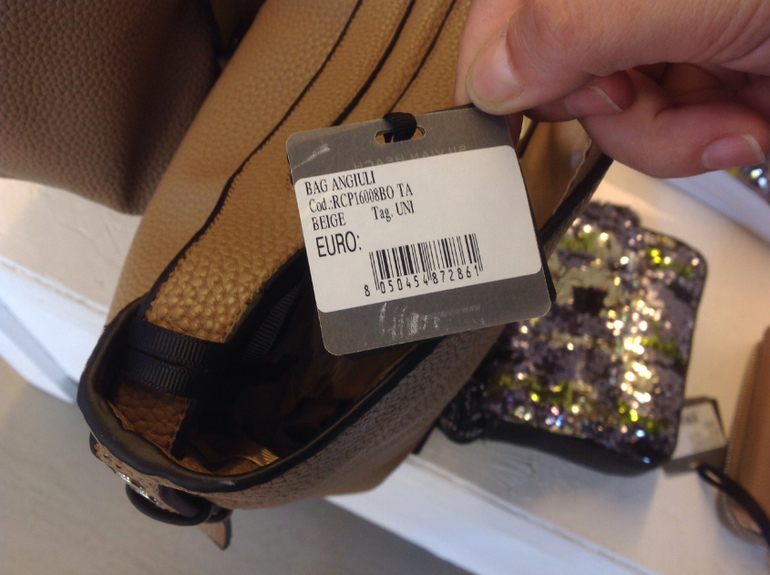 BAG ANGIULI
Cod.:RCP16008BO TA
BEIGE Tag. UNI
EURO:
8 050454 872861